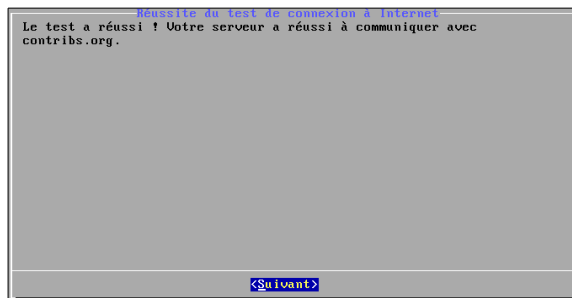 Réussite du test de connexion à Internet
Le test a réussi ! Votre serveur a réussi à communiquer avec
contribs.org.
<Suivant>